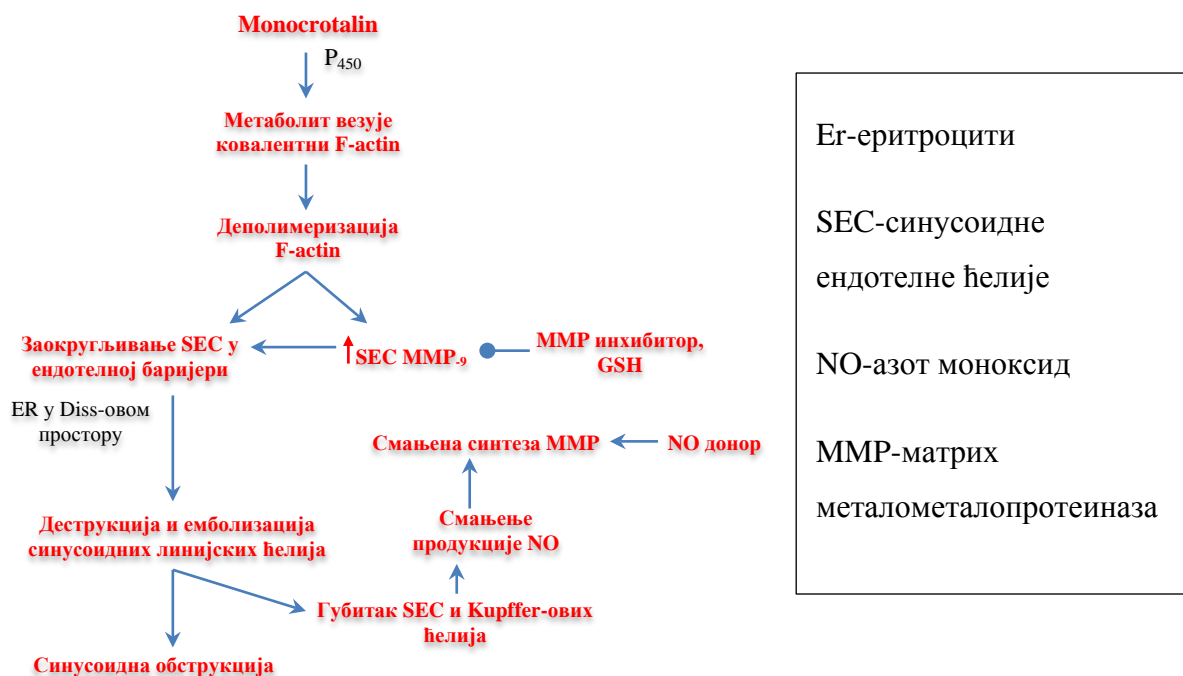 Monocrotalin
P450
Метаболит везује
ковалентни F-actin
Деполимеризација
F-actin
Заокругљивање SEC у
ендотелној баријери
SEC MMP-9
MMP инхибитор,
GSH
ER у Diss-овом
простору
Смањена синтеза MMP
NO донор
Деструкција и емболизација
синусоидних линијских ћелија
Смањење
продукције NO
Губитак SEC и Kupffer-ових
ћелија
Синусоидна обструкција
Er-еритроцити
SEC-синусоидне
ендотелне ћелије
NO-азот моноксид
MMP-матрих
металометалопротеиназа